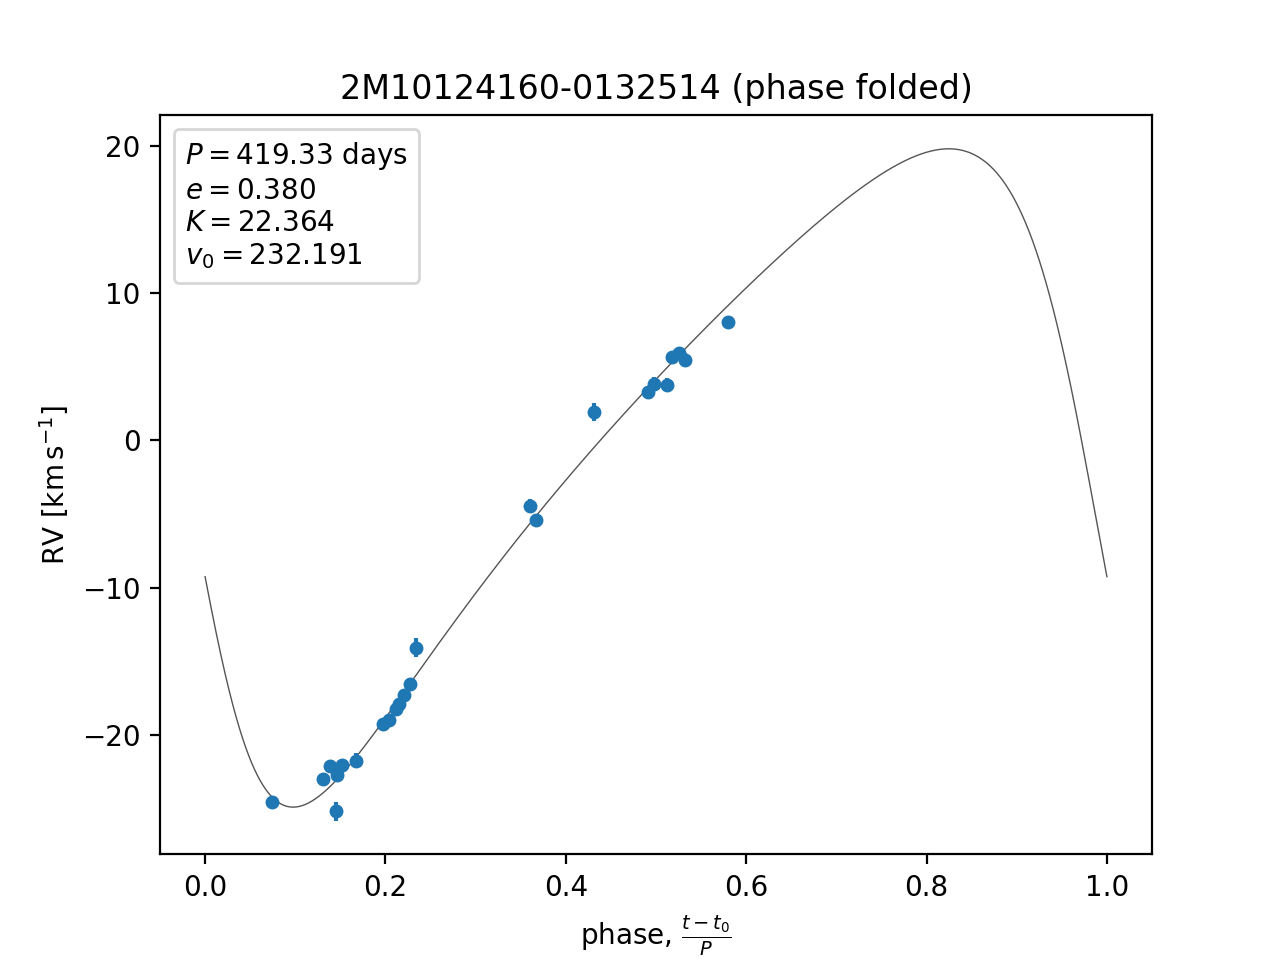 2M10124160-0132514 (phase folded)
P = 419.33 days
e = 0.380
K = 22.364
v₀ = 232.191
20
10
0
−10
−20
RV [km s⁻¹]
0.0 0.2 0.4 0.6 0.8 1.0
phase, (t − t₀)/P